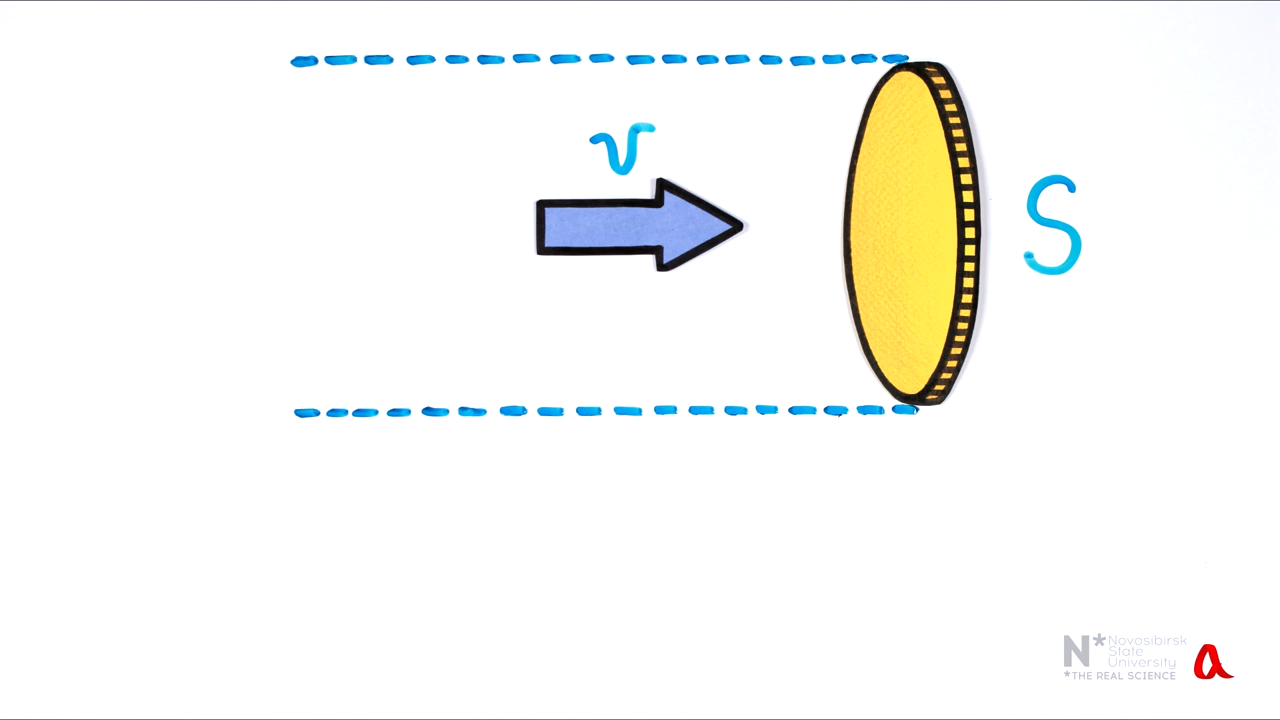 v
S
N* Novosibirsk
State
University
*THE REAL SCIENCE
a